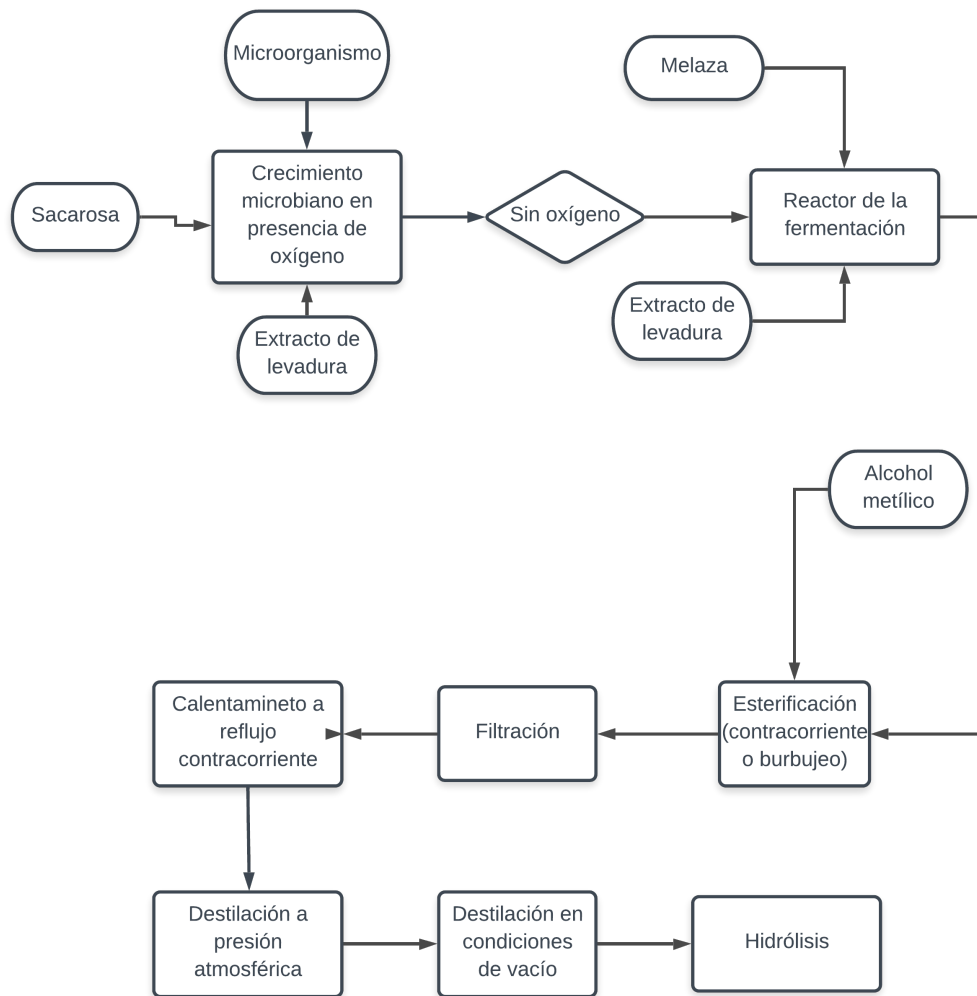 Microorganismo
Melaza
Crecimiento
microbiano en
presencia de
oxígeno
Sacarosa
Sin oxígeno
Reactor de la
fermentación
Extracto de
levadura
Extracto de
levadura
Alcohol
metílico
Calentamineto a
reflujo
contracorriente
Filtración
Esterificación
(contracorriente
o burbujeo)
Destilación a
presión
atmosférica
Destilación en
condiciones
de vacío
Hidrólisis